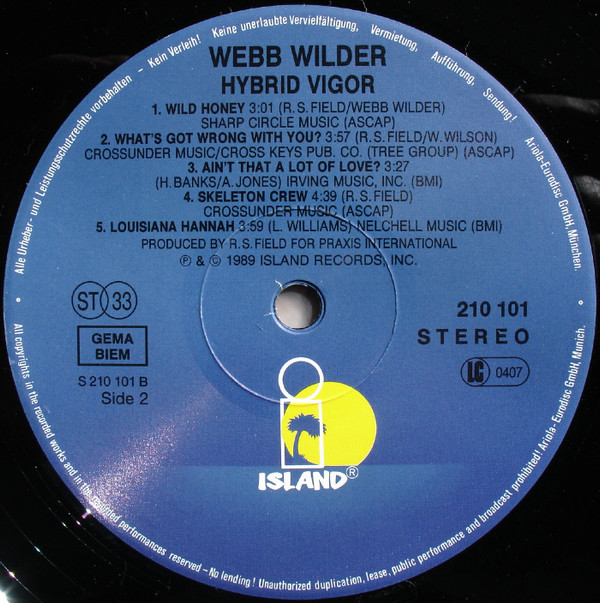 Alle Urheber- und Leistungsschutzrechte vorbehalten – Kein Verleih! Keine unerlaubte Vervielfältigung, Vermietung, Aufführung, Sendung! Ariola-Eurodisc GmbH, München.
WEBB WILDER
HYBRID VIGOR
1. WILD HONEY 3:01 (R.S. FIELD/WEBB WILDER)
SHARP CIRCLE MUSIC (ASCAP)
2. WHAT'S GOT WRONG WITH YOU? 3:57 (R.S. FIELD/W. WILSON)
CROSSUNDER MUSIC/CROSS KEYS PUB. CO. (TREE GROUP) (ASCAP)
3. AIN'T THAT A LOT OF LOVE? 3:27
(H. BANKS/A. JONES) IRVING MUSIC, INC. (BMI)
4. SKELETON CREW 4:39 (R.S. FIELD)
CROSSUNDER MUSIC (ASCAP)
5. LOUISIANA HANNAH 3:59 (L. WILLIAMS) NELCHELL MUSIC (BMI)
PRODUCED BY R.S. FIELD FOR PRAXIS INTERNATIONAL
℗ & © 1989 ISLAND RECORDS, INC.
ST 33
GEMA
BIEM
S 210 101 B
Side 2
210 101
STEREO
LC 0407
ISLAND®
All copyrights in the recorded works and in the recorded performances reserved – No lending! Unauthorized duplication, lease, public performance and broadcast prohibited! Ariola-Eurodisc GmbH, Munich.